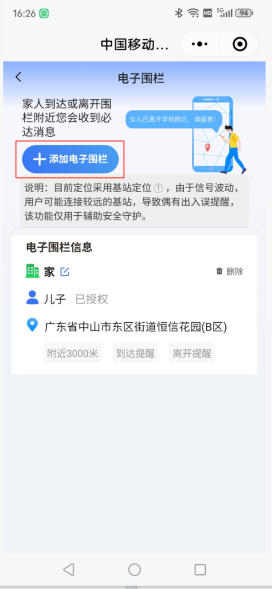 16:26
5G
94
中国移动...
电子围栏
家人到达或离开围
栏附近您会收到必
达消息
女儿已离开学校附近，请留意！
添加电子围栏
说明：目前定位采用基站定位，由于信号波动，
用户可能连接较远的基站，导致偶有出入误提醒，
该功能仅用于辅助安全守护。
电子围栏信息
家
删除
儿子 已授权
广东省中山市东区街道恒信花园(B区)
附近3000米 到达提醒 离开提醒